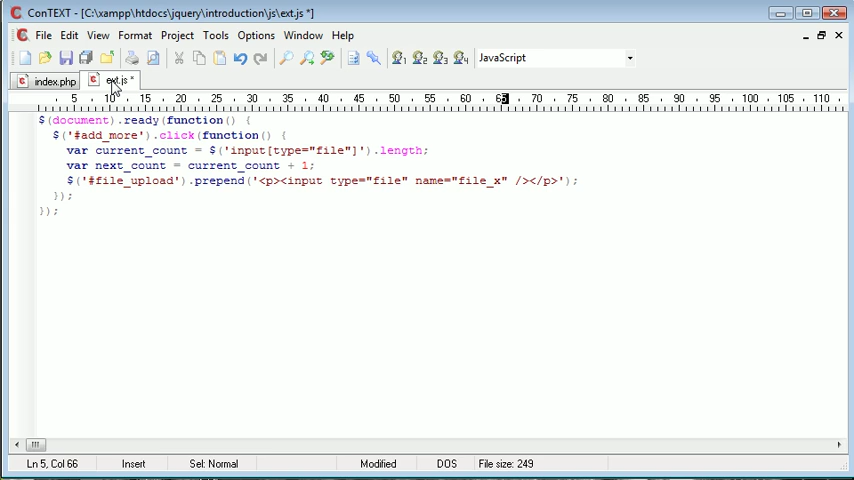 ConTEXT - [C:\xampp\htdocs\jquery\introduction\js\ext.js *]
File Edit View Format Project Tools Options Window Help
1 2 3 4 JavaScript
index.php ext.js *
5 10 15 20 25 30 35 40 45 50 55 60 65 70 75 80 85 90 95 100 105 110
$(document).ready(function() {
$('#add_more').click(function() {
var current_count = $('input[type="file"]').length;
var next_count = current_count + 1;
$('#file_upload').prepend('<p><input type="file" name="file_x" /></p>');
});
});
Ln 5, Col 66 Insert Sel: Normal Modified DOS File size: 249